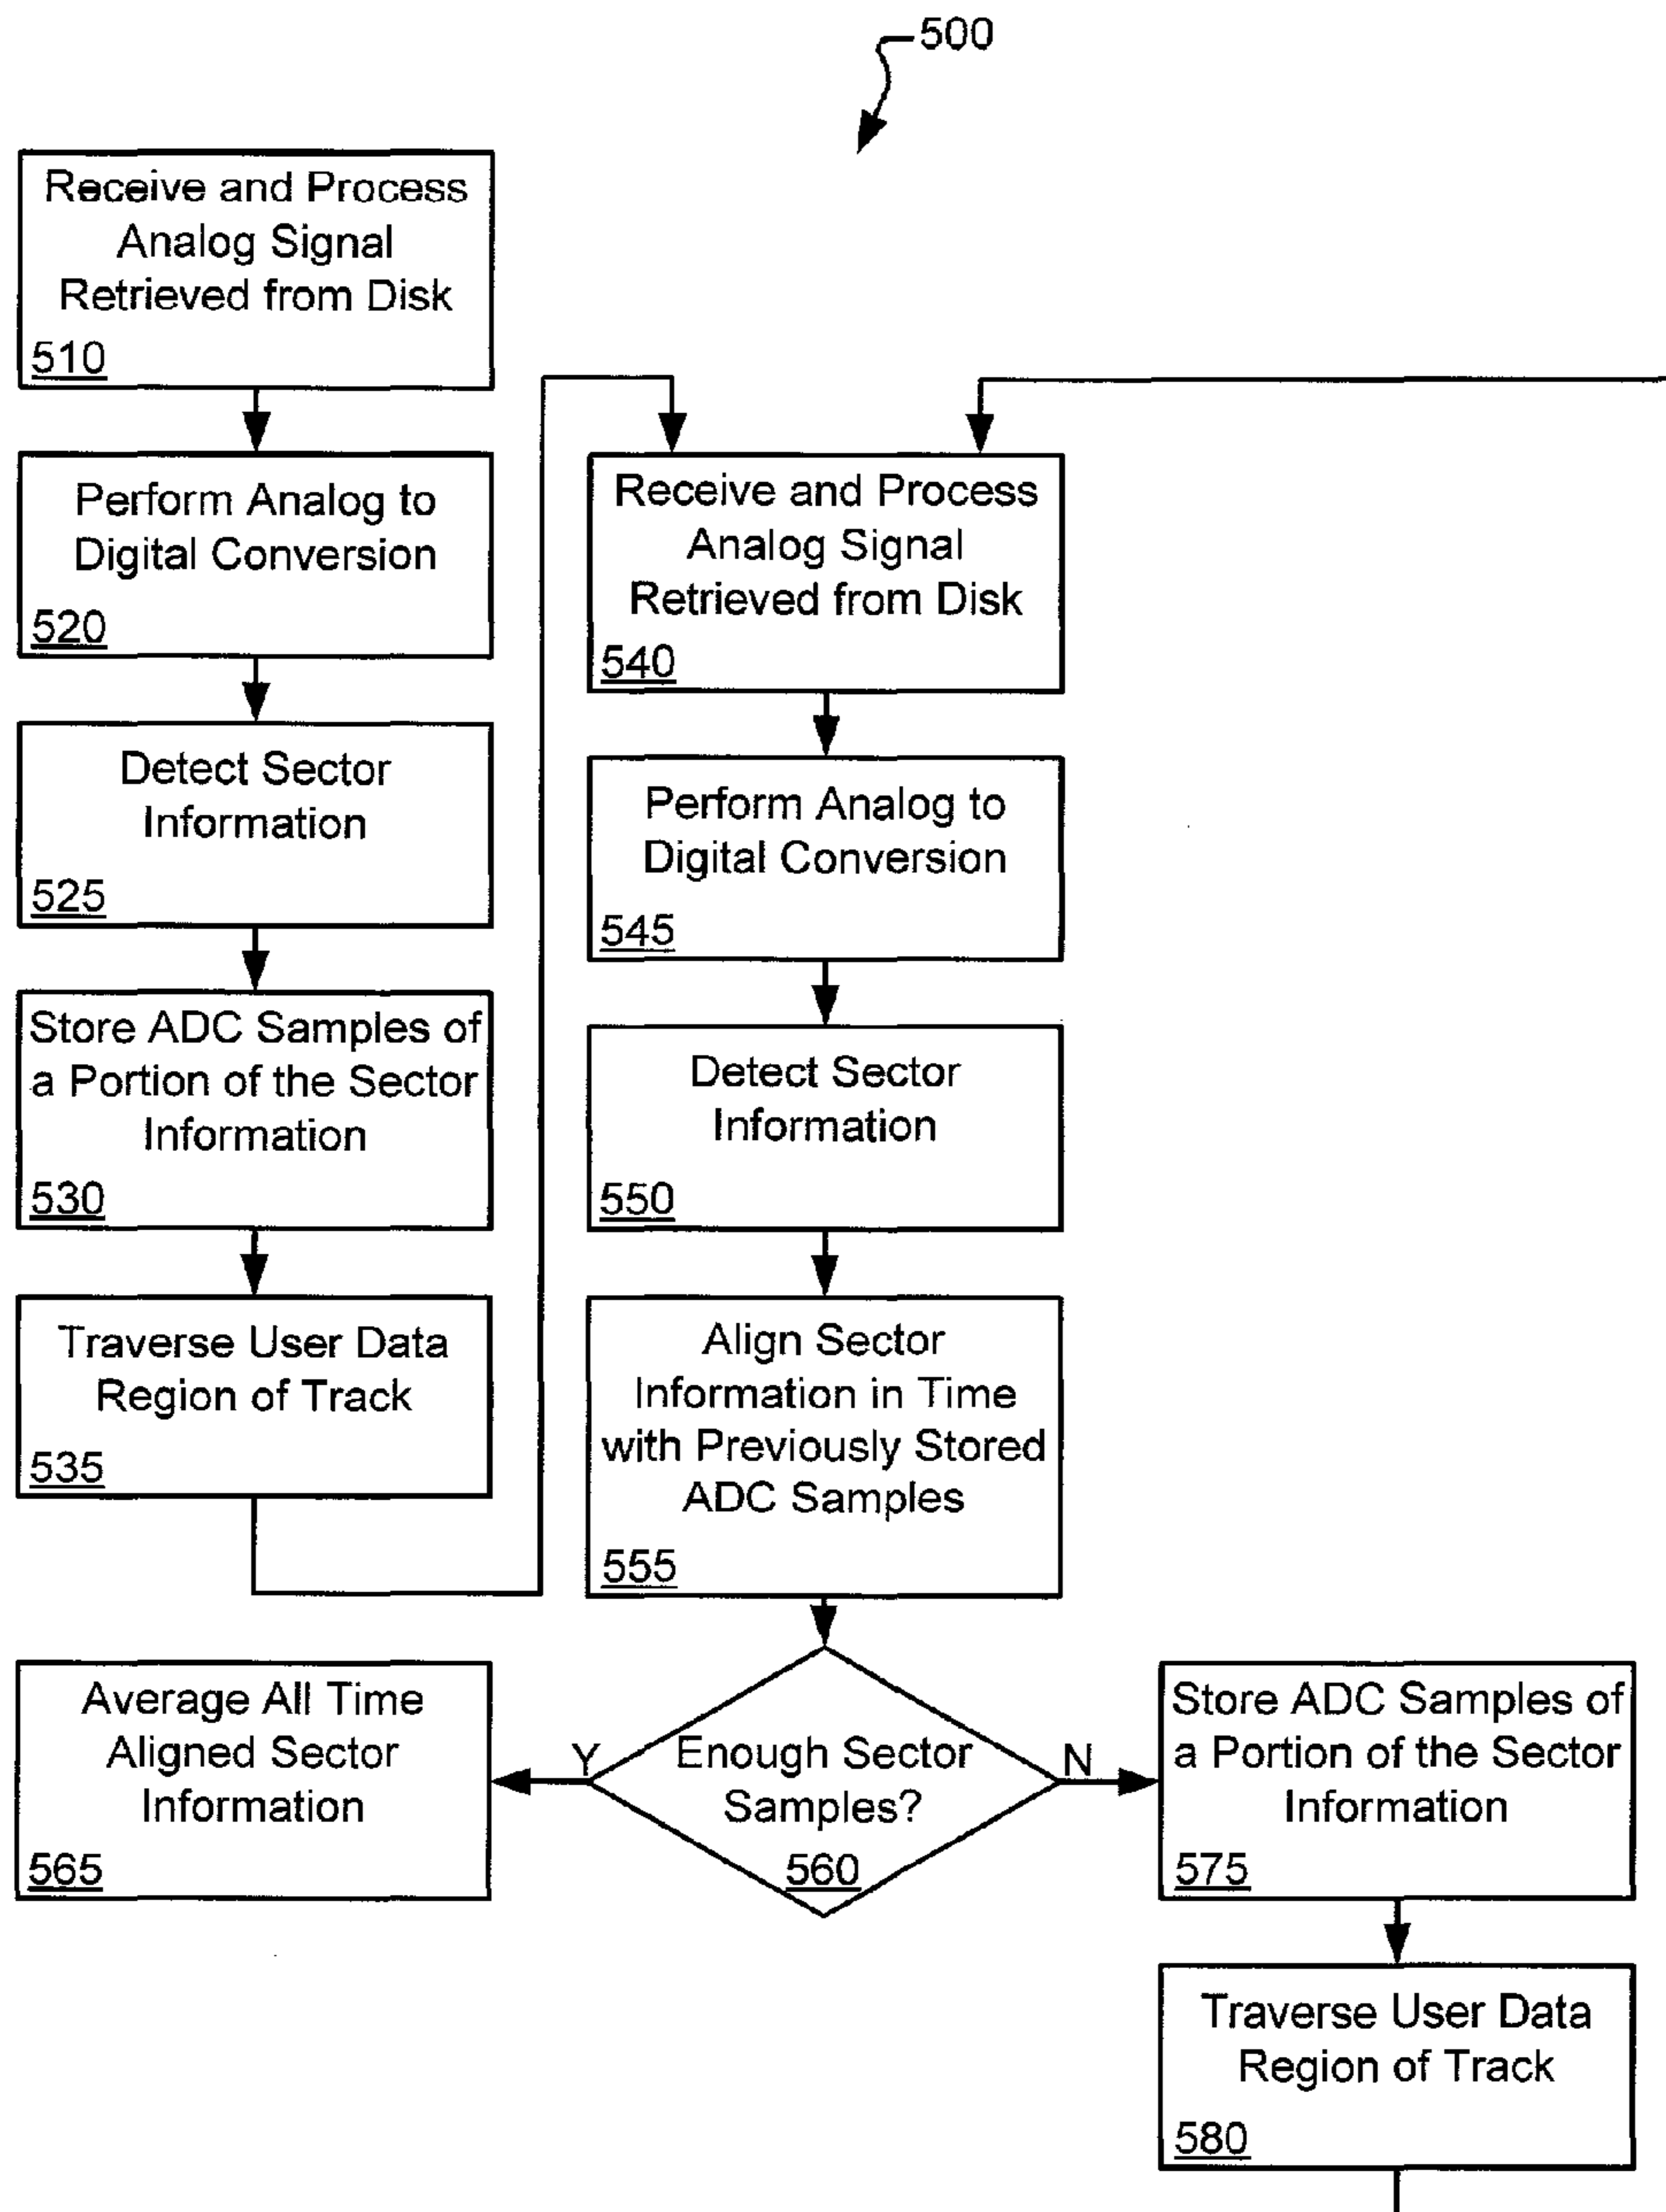 500
Receive and Process
Analog Signal
Retrieved from Disk
510
Perform Analog to
Digital Conversion
520
Detect Sector
Information
525
Store ADC Samples of
a Portion of the Sector
Information
530
Traverse User Data
Region of Track
535
Receive and Process
Analog Signal
Retrieved from Disk
540
Perform Analog to
Digital Conversion
545
Detect Sector
Information
550
Align Sector
Information in Time
with Previously Stored
ADC Samples
555
Enough Sector
Samples?
560
Y
N
Average All Time
Aligned Sector
Information
565
Store ADC Samples of
a Portion of the Sector
Information
575
Traverse User Data
Region of Track
580